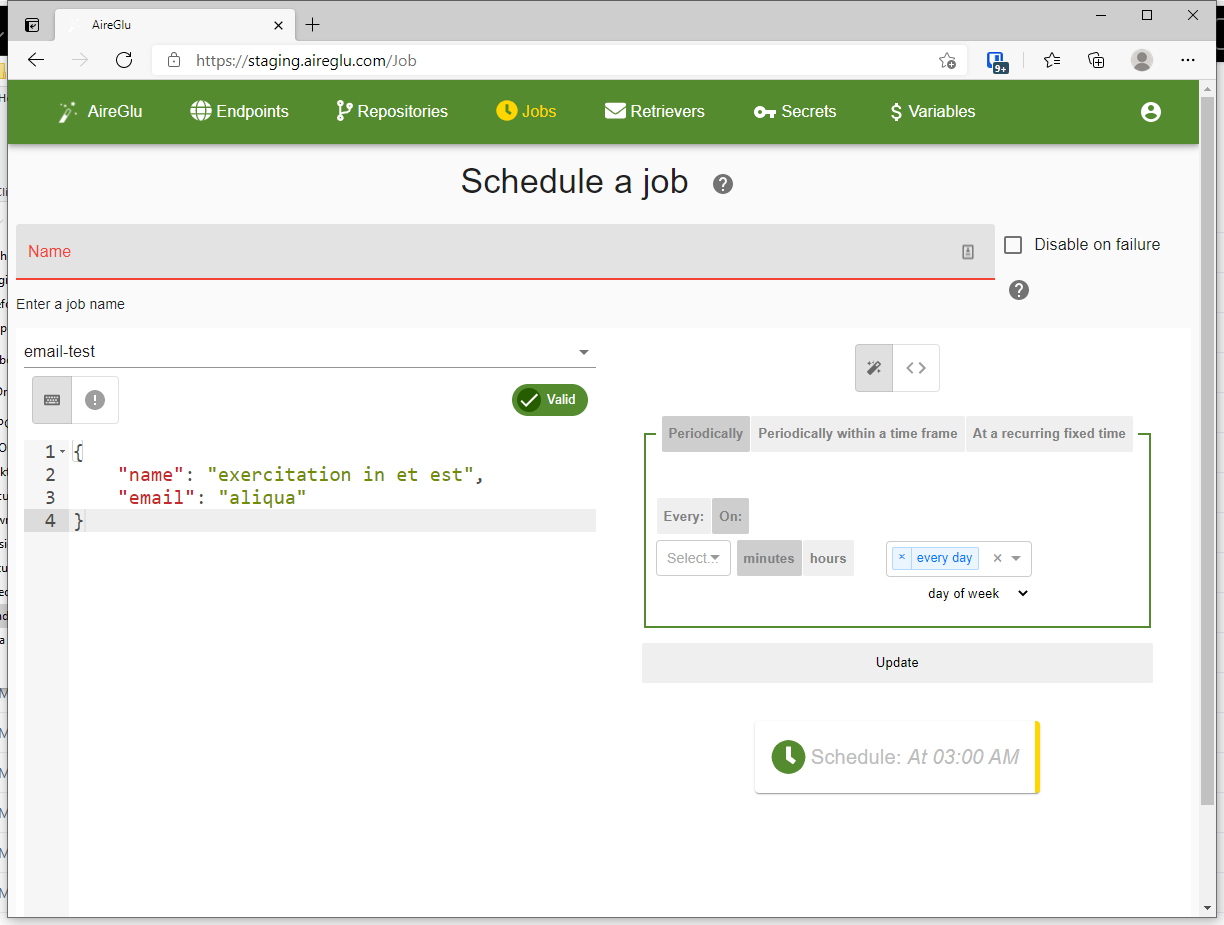 AireGlu
https://staging.aireglu.com/Job
9+
AireGlu Endpoints Repositories Jobs Retrievers Secrets $ Variables
Schedule a job ?
Name
Disable on failure
?
Enter a job name
email-test
Valid
Periodically Periodically within a time frame At a recurring fixed time
1 {
2 "name": "exercitation in et est",
3 "email": "aliqua"
4 }
Every: On:
Select... minutes hours × every day ×
day of week
Update
Schedule: At 03:00 AM